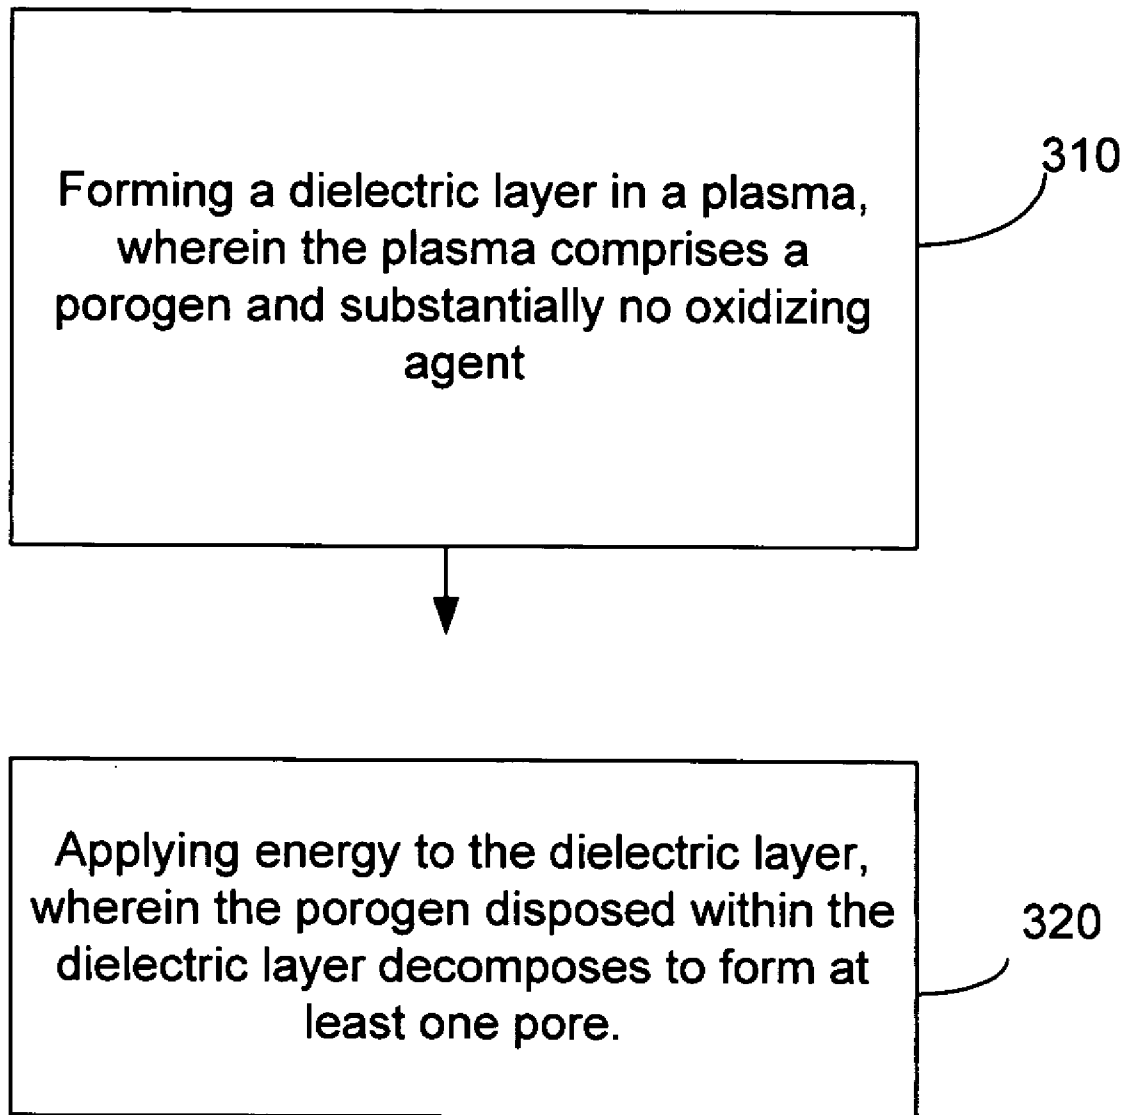 Forming a dielectric layer in a plasma,
wherein the plasma comprises a
porogen and substantially no oxidizing
agent
310
Applying energy to the dielectric layer,
wherein the porogen disposed within the
dielectric layer decomposes to form at
least one pore.
320